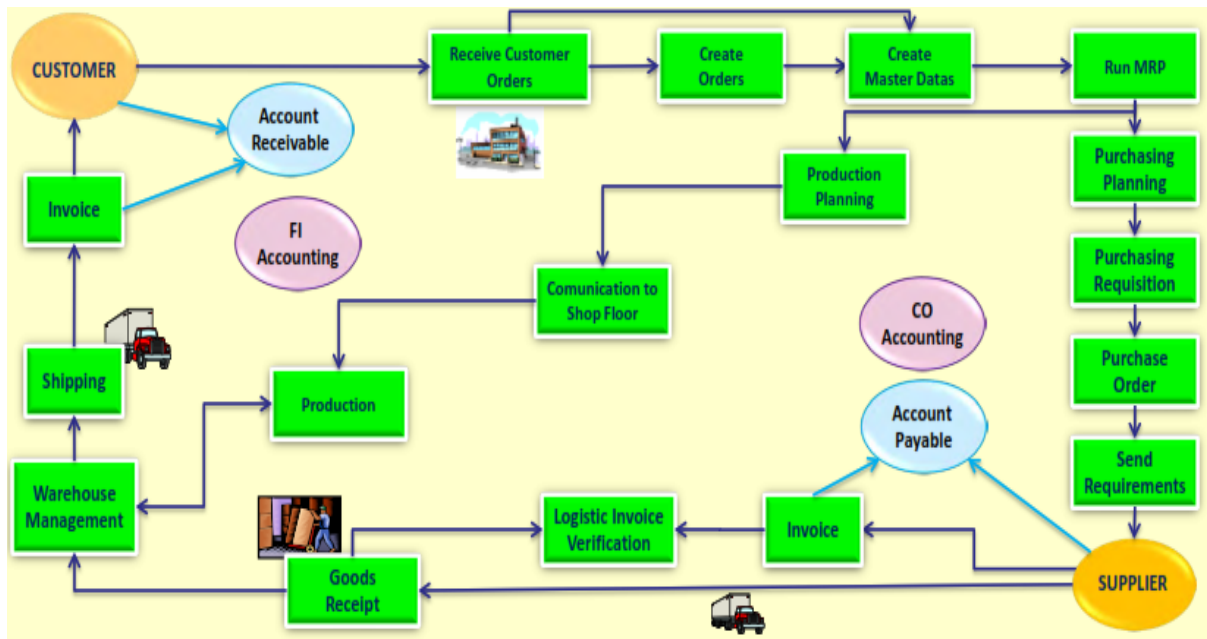 CUSTOMER
Receive Customer
Orders
Create
Orders
Create
Master Datas
Run MRP
Account
Receivable
Production
Planning
Purchasing
Planning
Invoice
FI
Accounting
Purchasing
Requisition
Comunication to
Shop Floor
CO
Accounting
Purchase
Order
Shipping
Production
Account
Payable
Send
Requirements
Warehouse
Management
Logistic Invoice
Verification
Invoice
Goods
Receipt
SUPPLIER